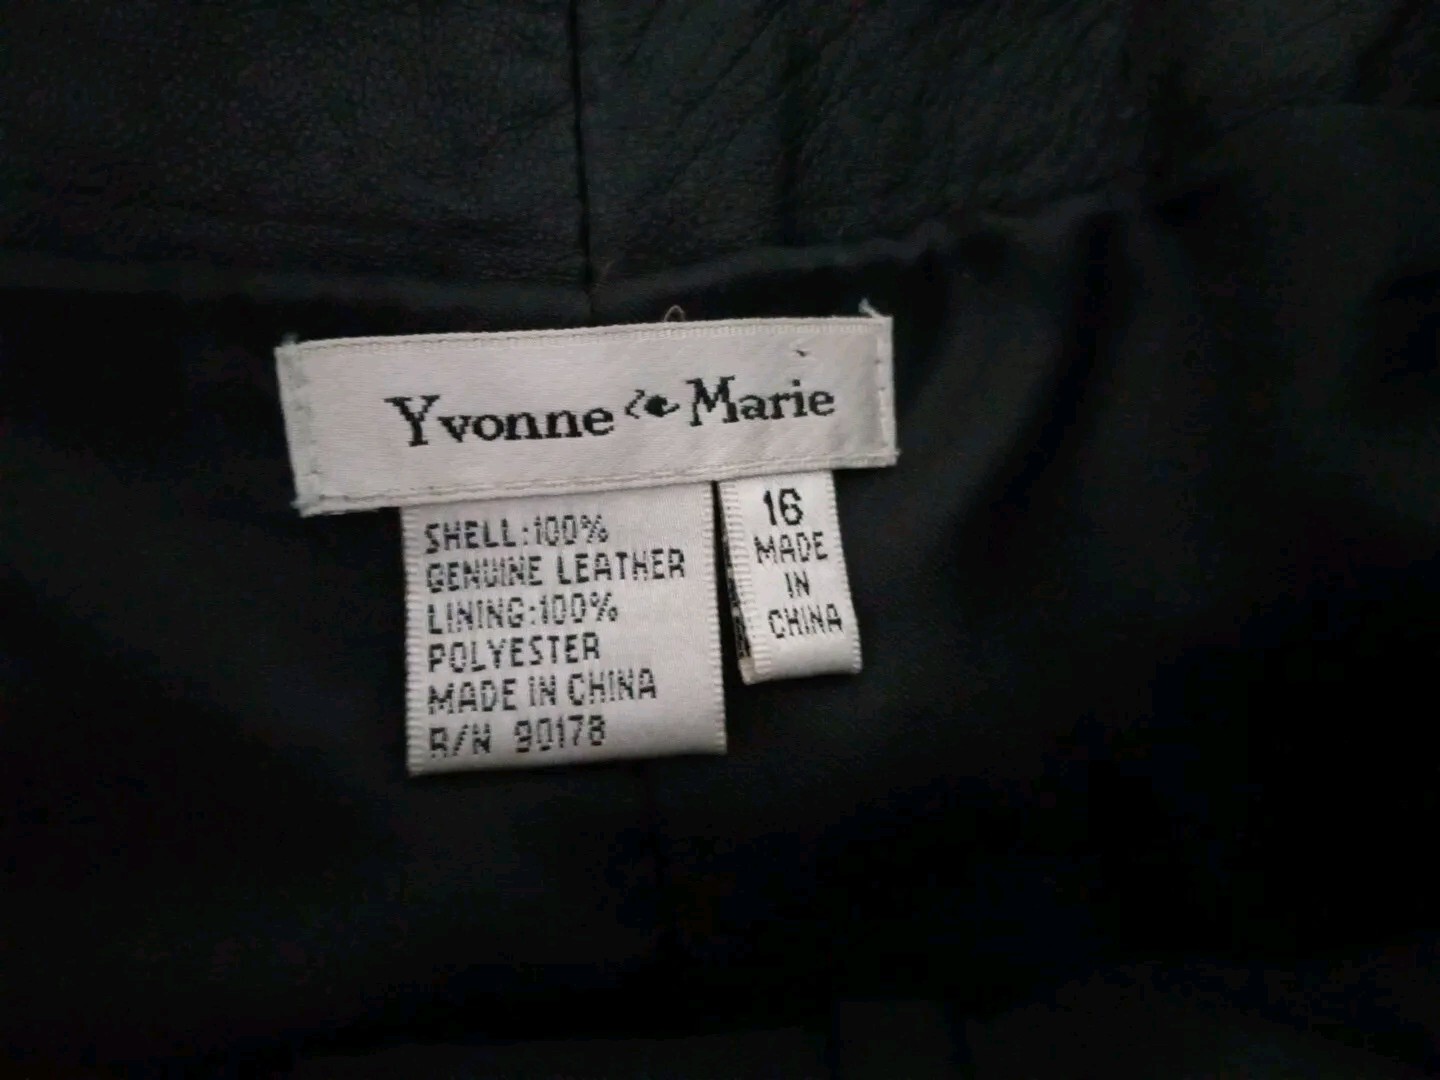 Yvonne Marie
SHELL:100%
GENUINE LEATHER
LINING:100%
POLYESTER
MADE IN CHINA
R/N 90178
16
MADE
IN
CHINA